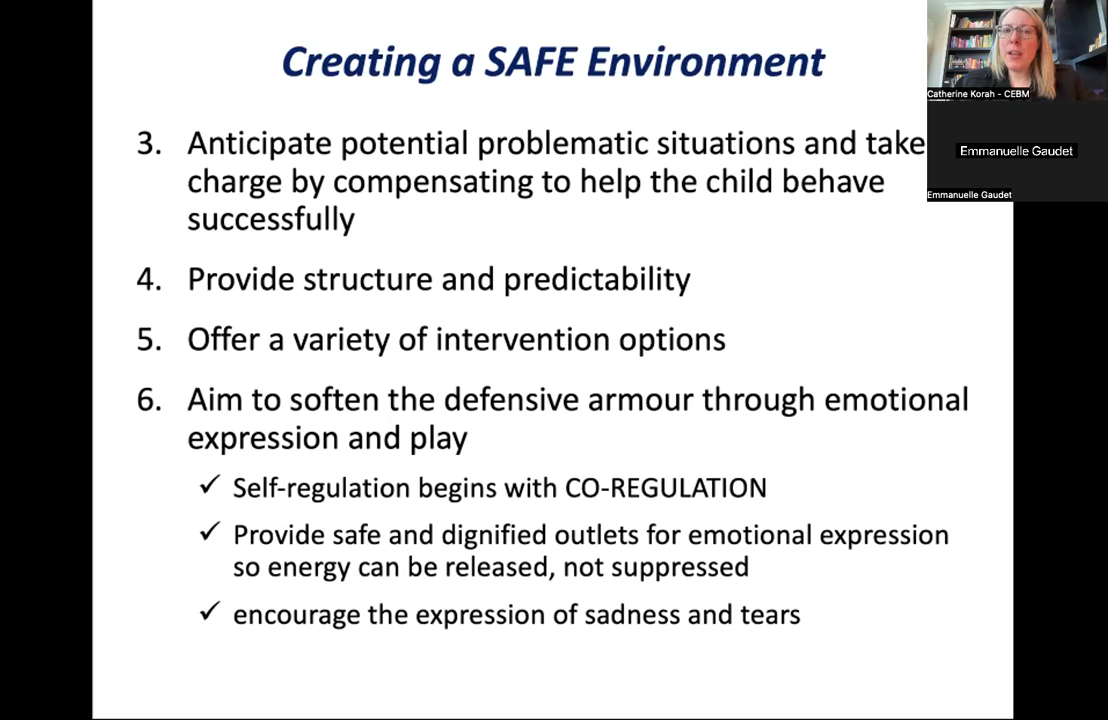 Creating a SAFE Environment
3. Anticipate potential problematic situations and take
charge by compensating to help the child behave
successfully
4. Provide structure and predictability
5. Offer a variety of intervention options
6. Aim to soften the defensive armour through emotional
expression and play
✓ Self-regulation begins with CO-REGULATION
✓ Provide safe and dignified outlets for emotional expression
so energy can be released, not suppressed
✓ encourage the expression of sadness and tears
Catherine Korah - CEBM
Emmanuelle Gaudet
Emmanuelle Gaudet